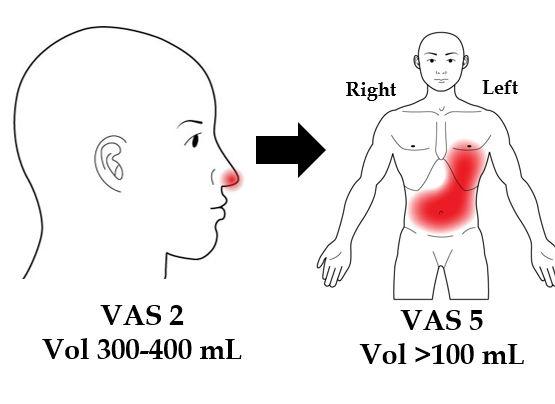 Right
Left
VAS 2
Vol 300-400 mL
VAS 5
Vol >100 mL